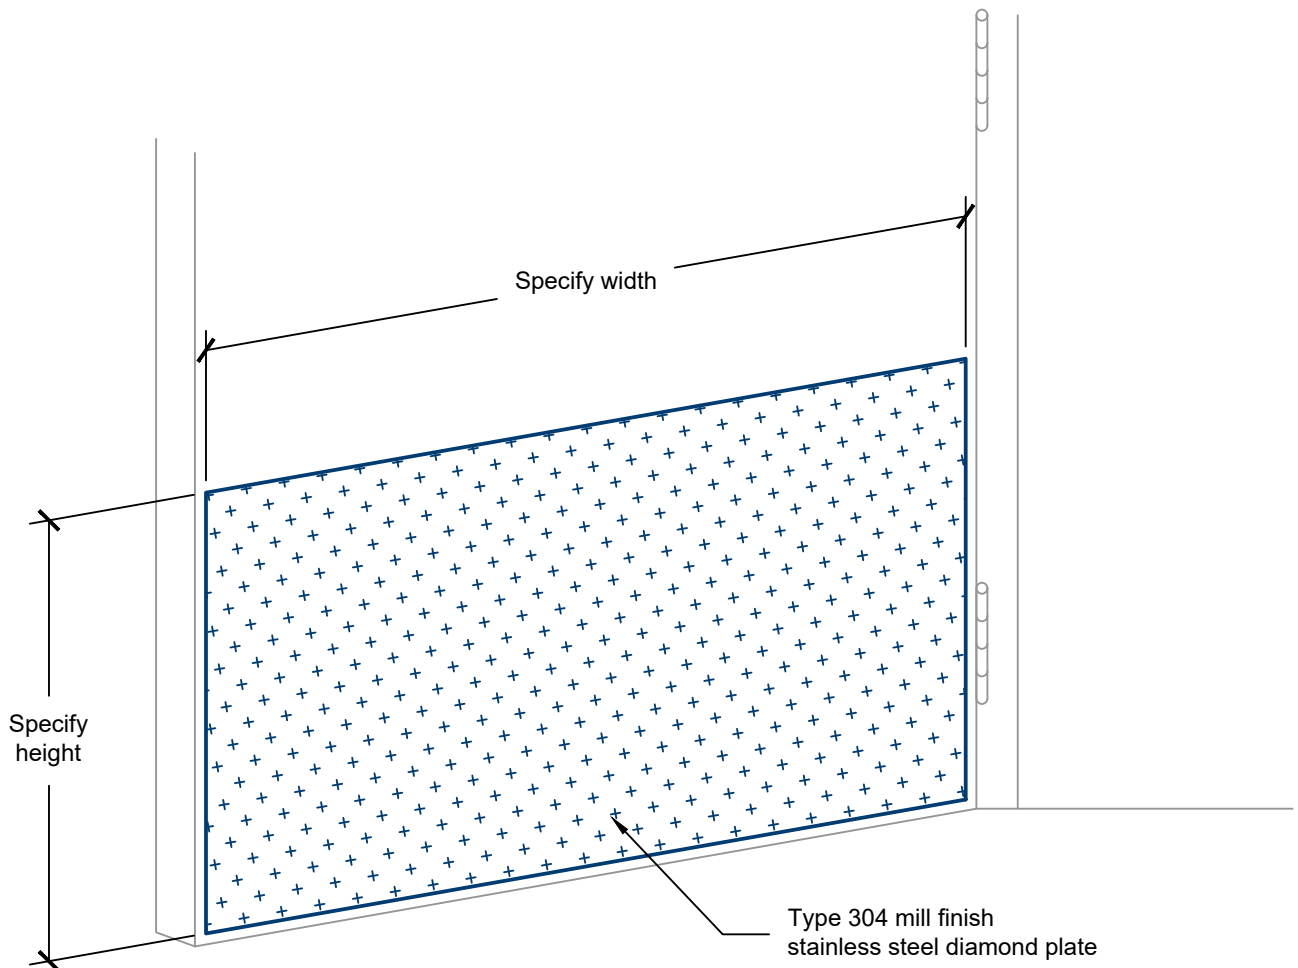 Specify width
Specify
height
Type 304 mill finish
stainless steel diamond plate